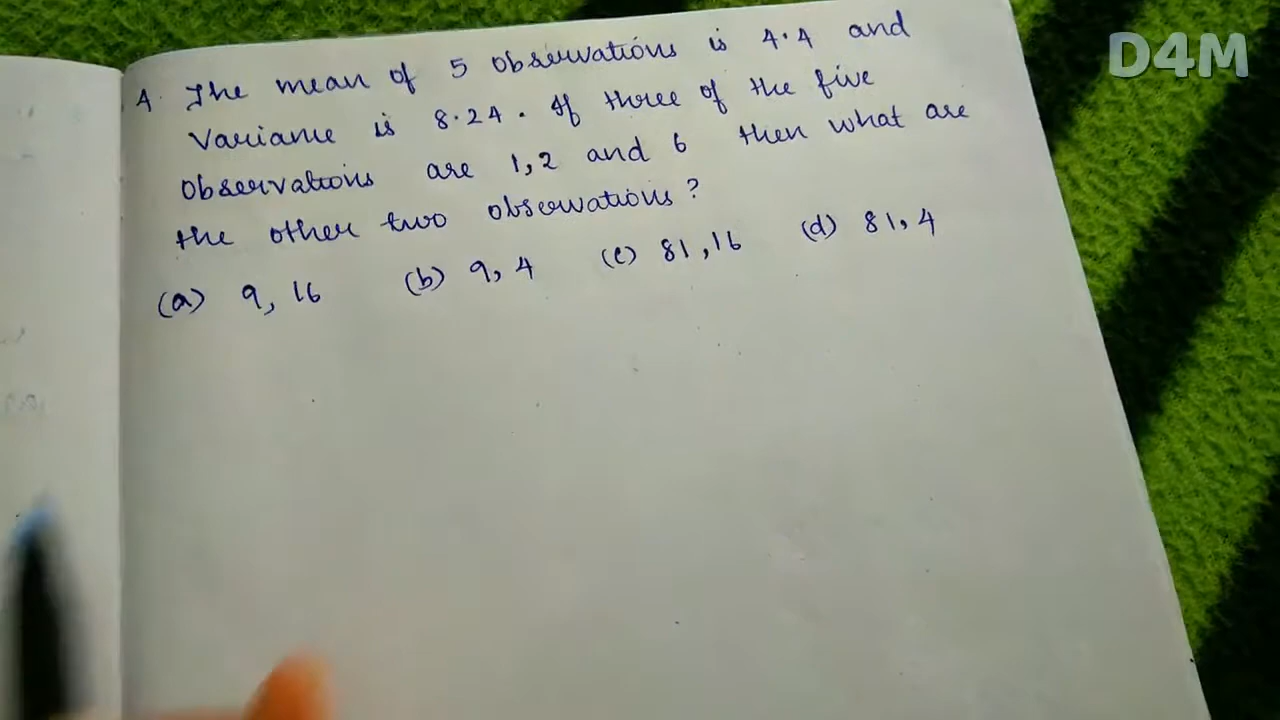 D4M
4. The mean of 5 observations is 4.4 and
variance is 8.24. If three of the five
observations are 1,2 and 6 then what are
the other two observations?
(a) 9, 16 (b) 9, 4 (c) 81, 16 (d) 81, 4